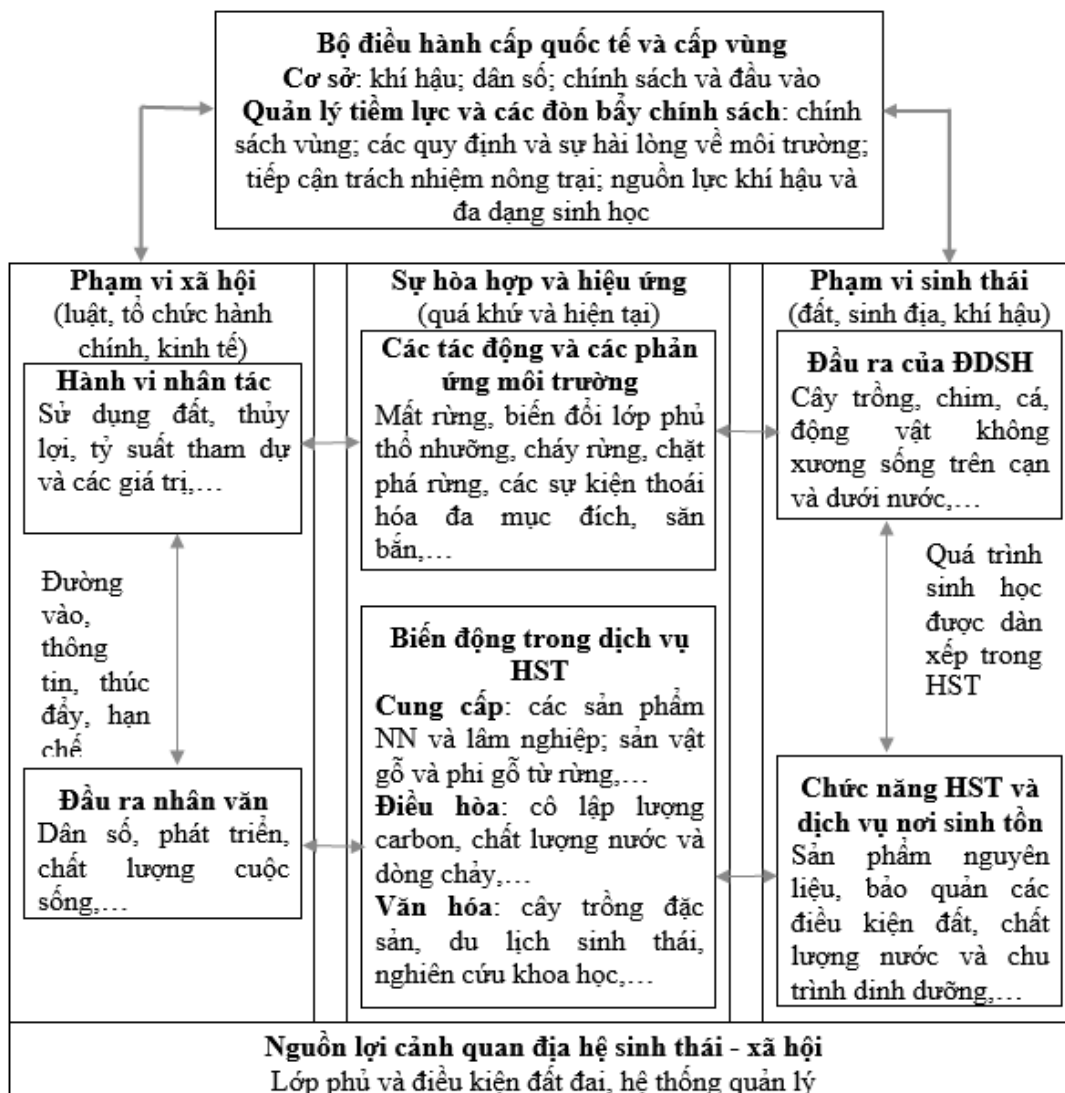 Bộ điều hành cấp quốc tế và cấp vùng
Cơ sở: khí hậu; dân số; chính sách và đầu vào
Quản lý tiềm lực và các đòn bẩy chính sách: chính
sách vùng; các quy định và sự hài lòng về môi trường;
tiếp cận trách nhiệm nông trại; nguồn lực khí hậu và
đa dạng sinh học
Phạm vi xã hội
(luật, tổ chức hành
chính, kinh tế)
Hành vi nhân tác
Sử dụng đất, thủy
lợi, tỷ suất tham dự
và các giá trị,…
Đường
vào,
thông
tin, thúc
đẩy, hạn
chế
Đầu ra nhân văn
Dân số, phát triển,
chất lượng cuộc
sống,…
Sự hòa hợp và hiệu ứng
(quá khứ và hiện tại)
Các tác động và các phản
ứng môi trường
Mất rừng, biến đổi lớp phủ
thổ nhưỡng, cháy rừng, chặt
phá rừng, các sự kiện thoái
hóa đa mục đích, săn
bắn,…
Biến động trong dịch vụ
HST
Cung cấp: các sản phẩm
NN và lâm nghiệp; sản vật
gỗ và phi gỗ từ rừng,…
Điều hòa: cô lập lượng
carbon, chất lượng nước và
dòng chảy,…
Văn hóa: cây trồng đặc
sản, du lịch sinh thái,
nghiên cứu khoa học,…
Phạm vi sinh thái
(đất, sinh địa, khí hậu)
Đầu ra của ĐDSH
Cây trồng, chim, cá,
động vật không
xương sống trên cạn
và dưới nước,…
Quá trình
sinh học
được dàn
xếp trong
HST
Chức năng HST và
dịch vụ nơi sinh tồn
Sản phẩm nguyên
liệu, bảo quản các
điều kiện đất, chất
lượng nước và chu
trình dinh dưỡng,…
Nguồn lợi cảnh quan địa hệ sinh thái - xã hội
Lớp phủ và điều kiện đất đai, hệ thống quản lý